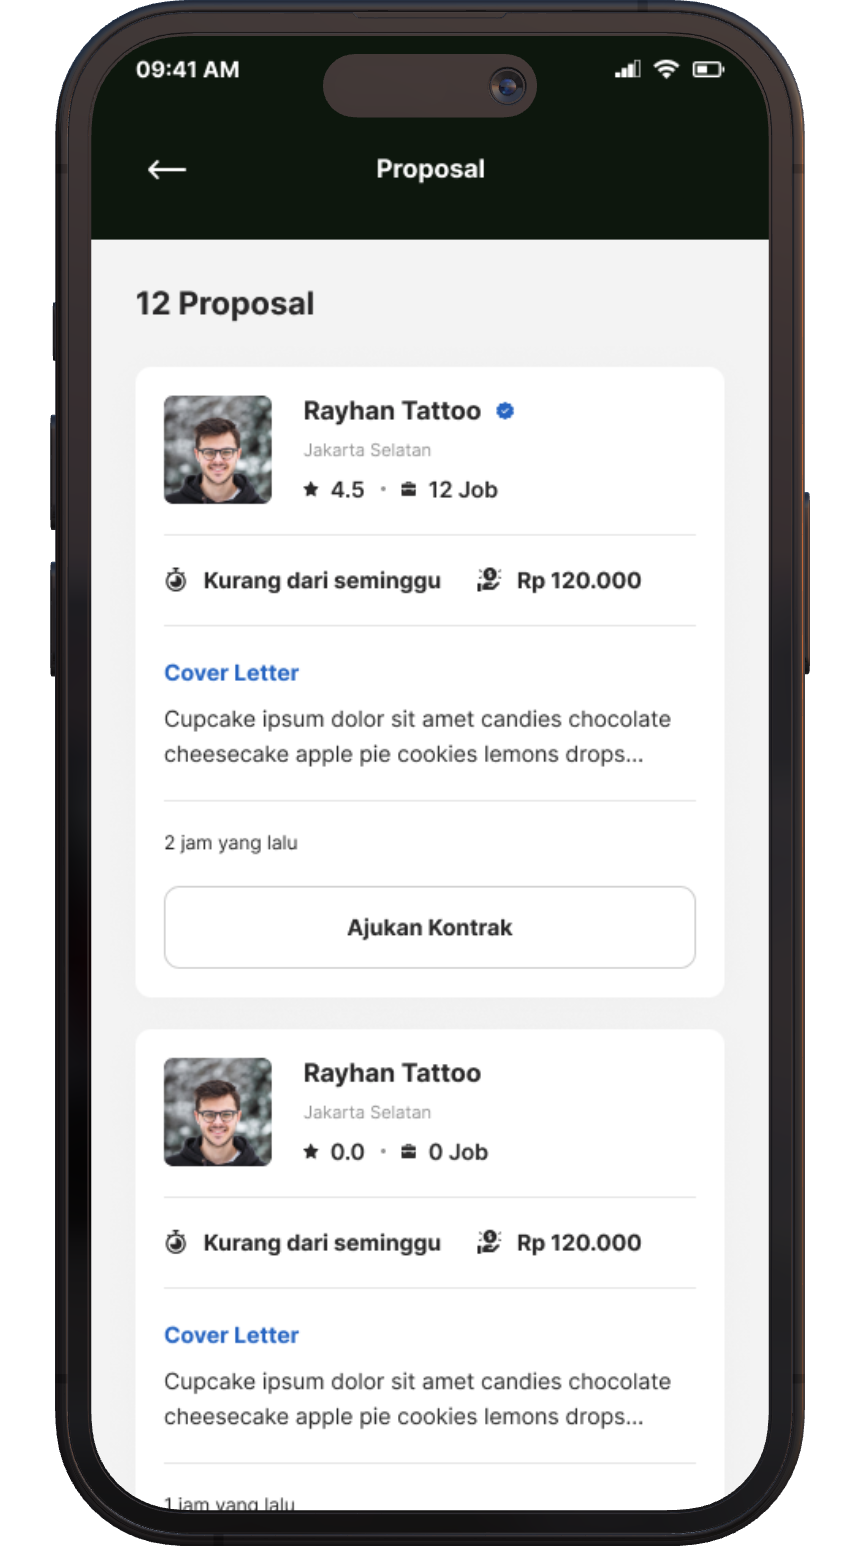 09:41 AM
Proposal
12 Proposal
Rayhan Tattoo
Jakarta Selatan
4.5 • 12 Job
Kurang dari seminggu Rp 120.000
Cover Letter
Cupcake ipsum dolor sit amet candies chocolate
cheesecake apple pie cookies lemons drops...
2 jam yang lalu
Ajukan Kontrak
Rayhan Tattoo
Jakarta Selatan
0.0 • 0 Job
Kurang dari seminggu Rp 120.000
Cover Letter
Cupcake ipsum dolor sit amet candies chocolate
cheesecake apple pie cookies lemons drops...
1 jam yang lalu